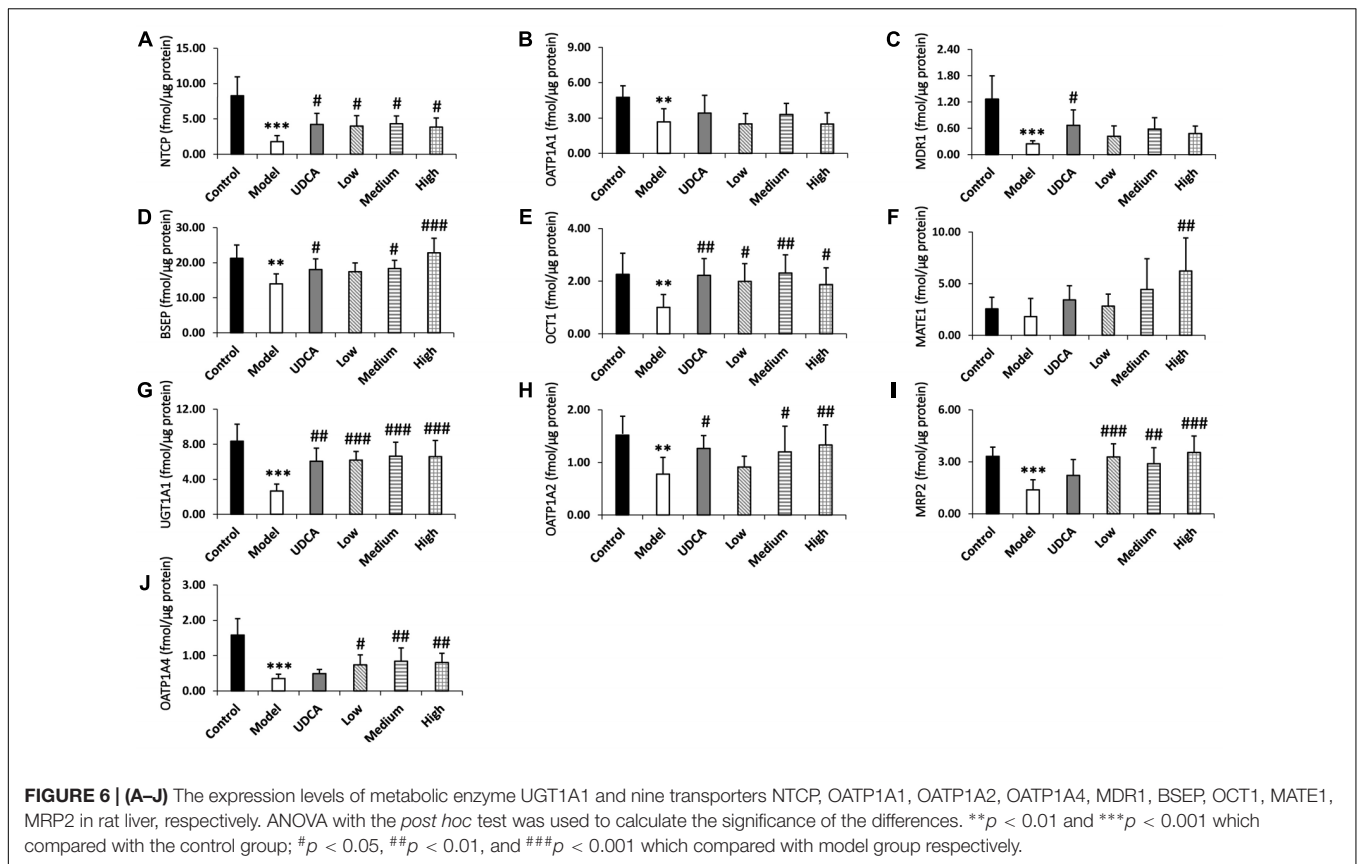 A
NTCP (fmol/µg protein)
15.00
10.00
5.00
0.00
***
#
#
#
#
Control
Model
UDCA
Low
Medium
High
B
OATP1A1 (fmol/µg protein)
9.00
6.00
3.00
0.00
**
Control
Model
UDCA
Low
Medium
High
C
MDR1 (fmol/µg protein)
2.40
1.80
1.20
0.60
0.00
***
#
Control
Model
UDCA
Low
Medium
High
D
BSEP (fmol/µg protein)
30.00
20.00
10.00
0.00
**
#
#
###
Control
Model
UDCA
Low
Medium
High
E
OCT1 (fmol/µg protein)
4.00
2.00
0.00
**
##
#
##
#
Control
Model
UDCA
Low
Medium
High
F
MATE1 (fmol/µg protein)
10.00
5.00
0.00
##
Control
Model
UDCA
Low
Medium
High
G
UGT1A1 (fmol/µg protein)
12.00
8.00
4.00
0.00
***
##
###
###
###
Control
Model
UDCA
Low
Medium
High
H
OATP1A2 (fmol/µg protein)
2.00
1.00
0.00
**
#
#
##
Control
Model
UDCA
Low
Medium
High
I
MRP2 (fmol/µg protein)
6.00
3.00
0.00
***
###
##
###
Control
Model
UDCA
Low
Medium
High
J
OATP1A4 (fmol/µg protein)
3.00
2.00
1.00
0.00
***
#
##
##
Control
Model
UDCA
Low
Medium
High
FIGURE 6 | (A–J) The expression levels of metabolic enzyme UGT1A1 and nine transporters NTCP, OATP1A1, OATP1A2, OATP1A4, MDR1, BSEP, OCT1, MATE1,
MRP2 in rat liver, respectively. ANOVA with the post hoc test was used to calculate the significance of the differences. **p < 0.01 and ***p < 0.001 which
compared with the control group; #p < 0.05, ##p < 0.01, and ###p < 0.001 which compared with model group respectively.